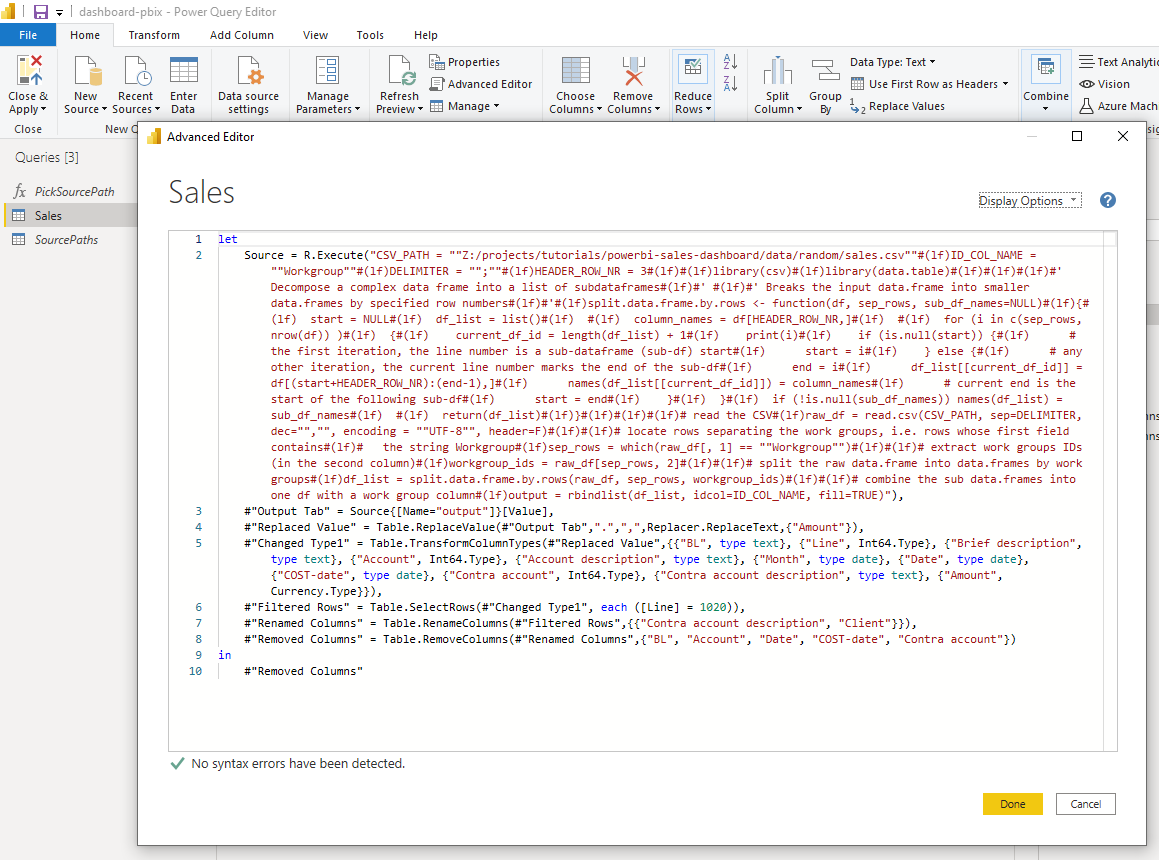 dashboard-pbix - Power Query Editor
File Home Transform Add Column View Tools Help
Close & Apply
New Source
Recent Sources
Enter Data
Data source settings
Manage Parameters
Refresh Preview
Properties
Advanced Editor
Manage
Choose Columns
Remove Columns
Reduce Rows
Split Column
Group By
Data Type: Text
Use First Row as Headers
Replace Values
Combine
Text Analytic
Vision
Azure Mach
Close
New
Queries [3]
PickSourcePath
Sales
SourcePaths
Advanced Editor
Sales
Display Options
?
1 let
2 Source = R.Execute("CSV_PATH = ""Z:/projects/tutorials/powerbi-sales-dashboard/data/random/sales.csv""#(lf)ID_COL_NAME =
""Workgroup""#(lf)DELIMITER = "";""#(lf)HEADER_ROW_NR = 3#(lf)#(lf)library(csv)#(lf)library(data.table)#(lf)#(lf)#(lf)#'
Decompose a complex data frame into a list of subdataframes#(lf)#' #(lf)#' Breaks the input data.frame into smaller
data.frames by specified row numbers#(lf)#'#(lf)split.data.frame.by.rows <- function(df, sep_rows, sub_df_names=NULL)#(lf){#
(lf)  start = NULL#(lf)  df_list = list()#(lf)  #(lf)  column_names = df[HEADER_ROW_NR,]#(lf)  #(lf)  for (i in c(sep_rows,
nrow(df)) )#(lf)  {#(lf)    current_df_id = length(df_list) + 1#(lf)    print(i)#(lf)    if (is.null(start)) {#(lf)      #
the first iteration, the line number is a sub-dataframe (sub-df) start#(lf)      start = i#(lf)    } else {#(lf)      # any
other iteration, the current line number marks the end of the sub-df#(lf)      end = i#(lf)      df_list[[current_df_id]] =
df[(start+HEADER_ROW_NR):(end-1),]#(lf)      names(df_list[[current_df_id]]) = column_names#(lf)      # current end is the
start of the following sub-df#(lf)      start = end#(lf)    }#(lf)  }#(lf)  if (!is.null(sub_df_names)) names(df_list) =
sub_df_names#(lf)  #(lf)  return(df_list)#(lf)}#(lf)#(lf)#(lf)# read the CSV#(lf)raw_df = read.csv(CSV_PATH, sep=DELIMITER,
dec="","", encoding = ""UTF-8"", header=F)#(lf)#(lf)# locate rows separating the work groups, i.e. rows whose first field
contains#(lf)#   the string Workgroup#(lf)sep_rows = which(raw_df[, 1] == ""Workgroup"")#(lf)#(lf)# extract work groups IDs
(in the second column)#(lf)workgroup_ids = raw_df[sep_rows, 2]#(lf)#(lf)# split the raw data.frame into data.frames by work
groups#(lf)df_list = split.data.frame.by.rows(raw_df, sep_rows, workgroup_ids)#(lf)#(lf)# combine the sub data.frames into
one df with a work group column#(lf)output = rbindlist(df_list, idcol=ID_COL_NAME, fill=TRUE)"),
3 #"Output Tab" = Source{[Name="output"]}[Value],
4 #"Replaced Value" = Table.ReplaceValue(#"Output Tab",".",",",Replacer.ReplaceText,{"Amount"}),
5 #"Changed Type1" = Table.TransformColumnTypes(#"Replaced Value",{{"BL", type text}, {"Line", Int64.Type}, {"Brief description",
type text}, {"Account", Int64.Type}, {"Account description", type text}, {"Month", type date}, {"Date", type date},
{"COST-date", type date}, {"Contra account", Int64.Type}, {"Contra account description", type text}, {"Amount",
Currency.Type}}),
6 #"Filtered Rows" = Table.SelectRows(#"Changed Type1", each ([Line] = 1020)),
7 #"Renamed Columns" = Table.RenameColumns(#"Filtered Rows",{{"Contra account description", "Client"}}),
8 #"Removed Columns" = Table.RemoveColumns(#"Renamed Columns",{"BL", "Account", "Date", "COST-date", "Contra account"})
9 in
10 #"Removed Columns"
No syntax errors have been detected.
Done
Cancel